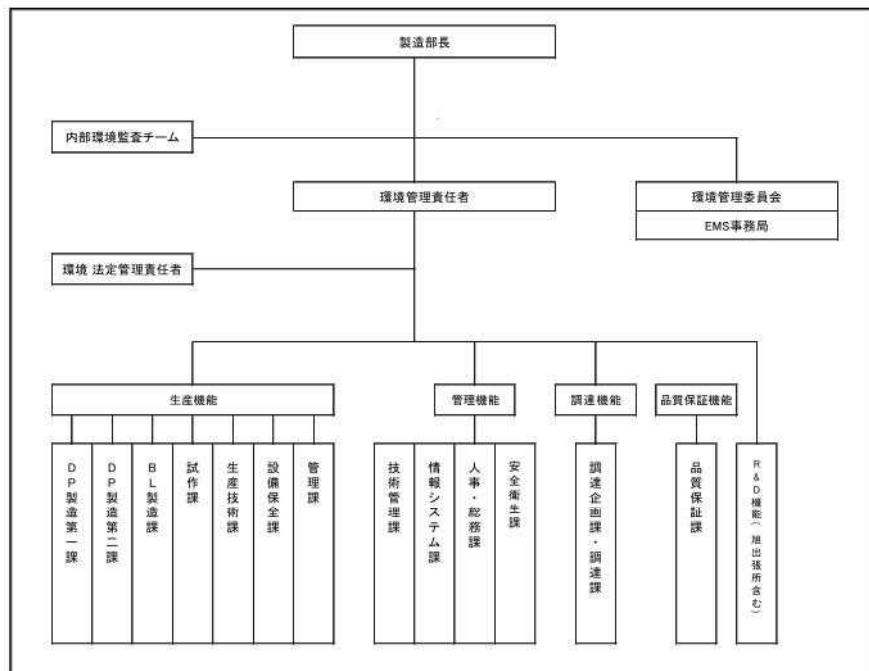 製造部長
内部環境監査チーム
環境管理責任者
環境管理委員会
EMS事務局
環境 法定管理責任者
生産機能
管理機能
調達機能
品質保証機能
DP製造第一課
DP製造第二課
BL製造課
試作課
生産技術課
設備保全課
管理課
技術管理課
情報システム課
人事・総務課
安全衛生課
調達企画課・調達課
品質保証課
R&D機能(旭出張所含む)